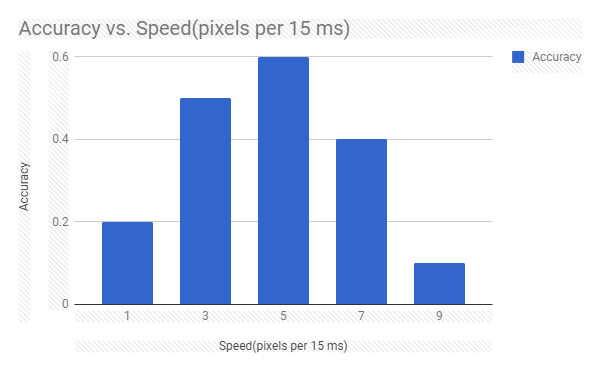 Accuracy vs. Speed(pixels per 15 ms)
Accuracy
Accuracy
0.6
0.4
0.2
0
1 3 5 7 9
Speed(pixels per 15 ms)